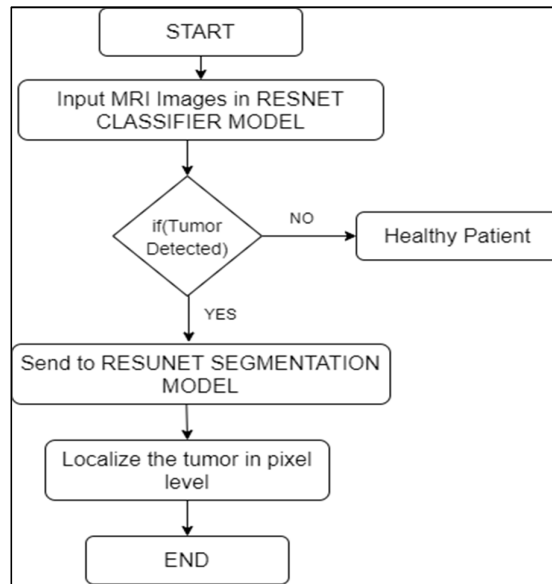 START
Input MRI Images in RESNET
CLASSIFIER MODEL
if(Tumor
Detected)
NO
Healthy Patient
YES
Send to RESUNET SEGMENTATION
MODEL
Localize the tumor in pixel
level
END